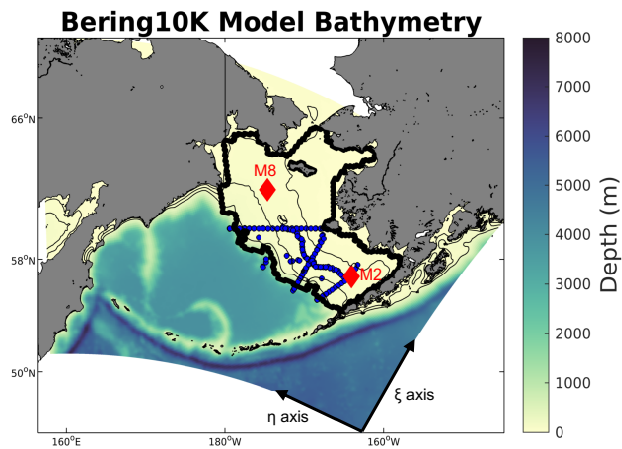 Bering10K Model Bathymetry
66°N
58°N
50°N
160°E
180°W
160°W
M8
M2
η axis
ξ axis
8000
7000
6000
5000
4000
3000
2000
1000
0
Depth (m)